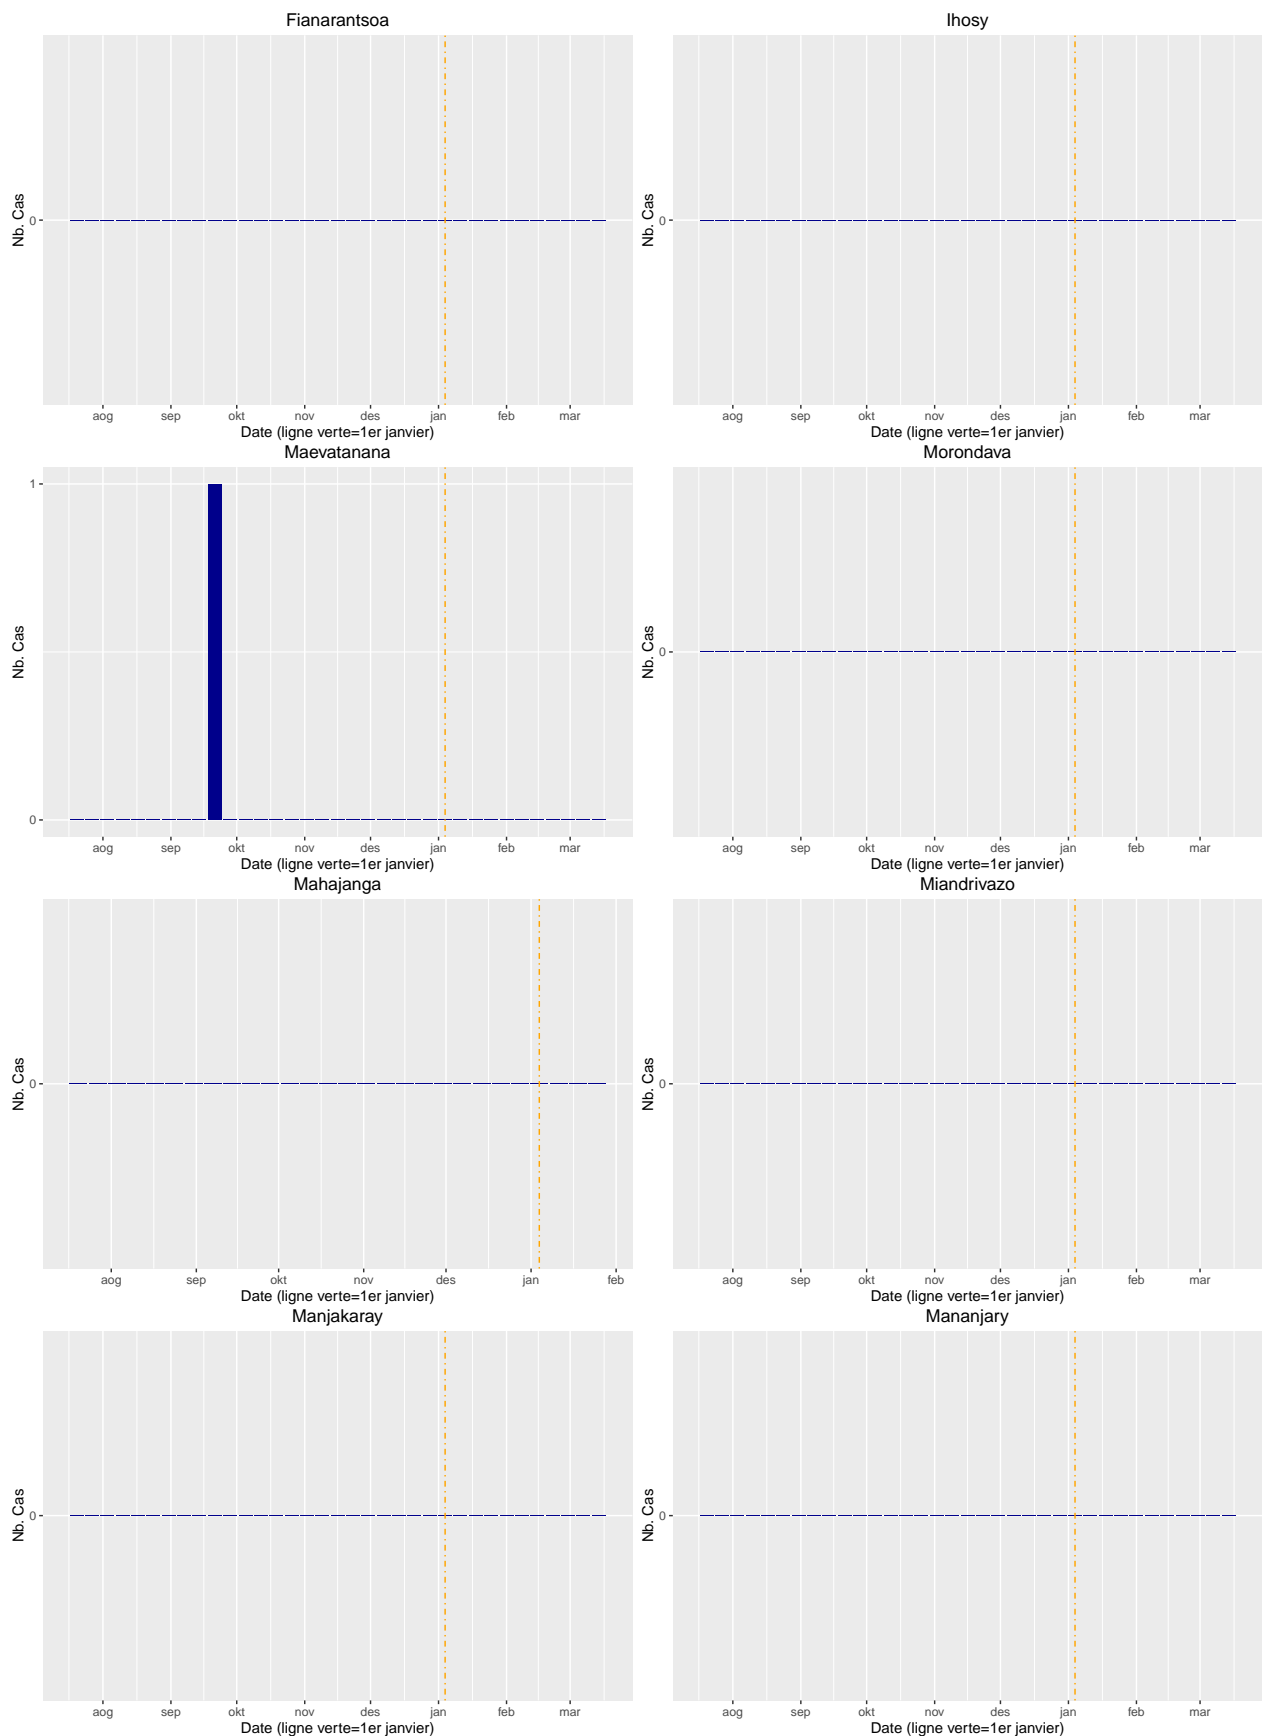 Fianarantsoa
Nb. Cas
0
aog sep okt nov des jan feb mar
Date (ligne verte=1er janvier)
Ihosy
Nb. Cas
0
aog sep okt nov des jan feb mar
Date (ligne verte=1er janvier)
Maevatanana
Nb. Cas
1
0
aog sep okt nov des jan feb mar
Date (ligne verte=1er janvier)
Morondava
Nb. Cas
0
aog sep okt nov des jan feb mar
Date (ligne verte=1er janvier)
Mahajanga
Nb. Cas
0
aog sep okt nov des jan feb
Date (ligne verte=1er janvier)
Miandrivazo
Nb. Cas
0
aog sep okt nov des jan feb mar
Date (ligne verte=1er janvier)
Manjakaray
Nb. Cas
0
aog sep okt nov des jan feb mar
Date (ligne verte=1er janvier)
Mananjary
Nb. Cas
0
aog sep okt nov des jan feb mar
Date (ligne verte=1er janvier)